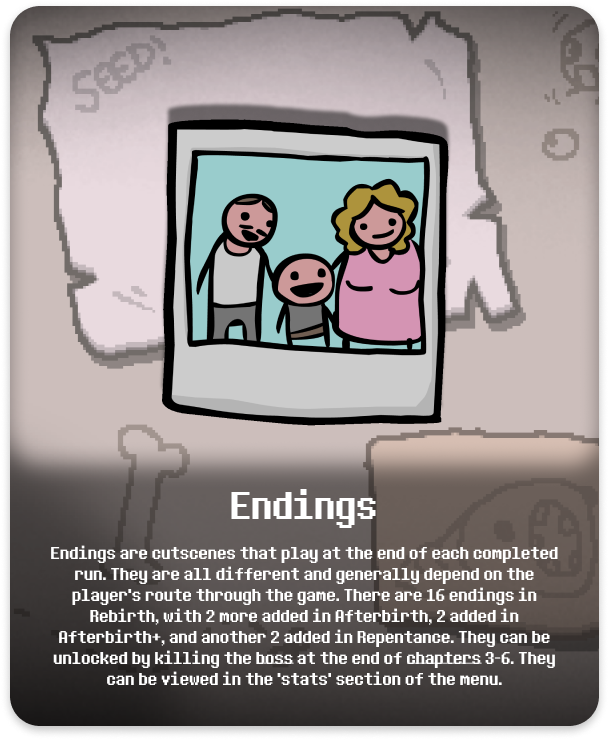 SEED!
Endings
Endings are cutscenes that play at the end of each completed
run. They are all different and generally depend on the
player's route through the game. There are 16 endings in
Rebirth, with 2 more added in Afterbirth, 2 added in
Afterbirth+, and another 2 added in Repentance. They can be
unlocked by killing the boss at the end of chapters 3-6. They
can be viewed in the 'stats' section of the menu.